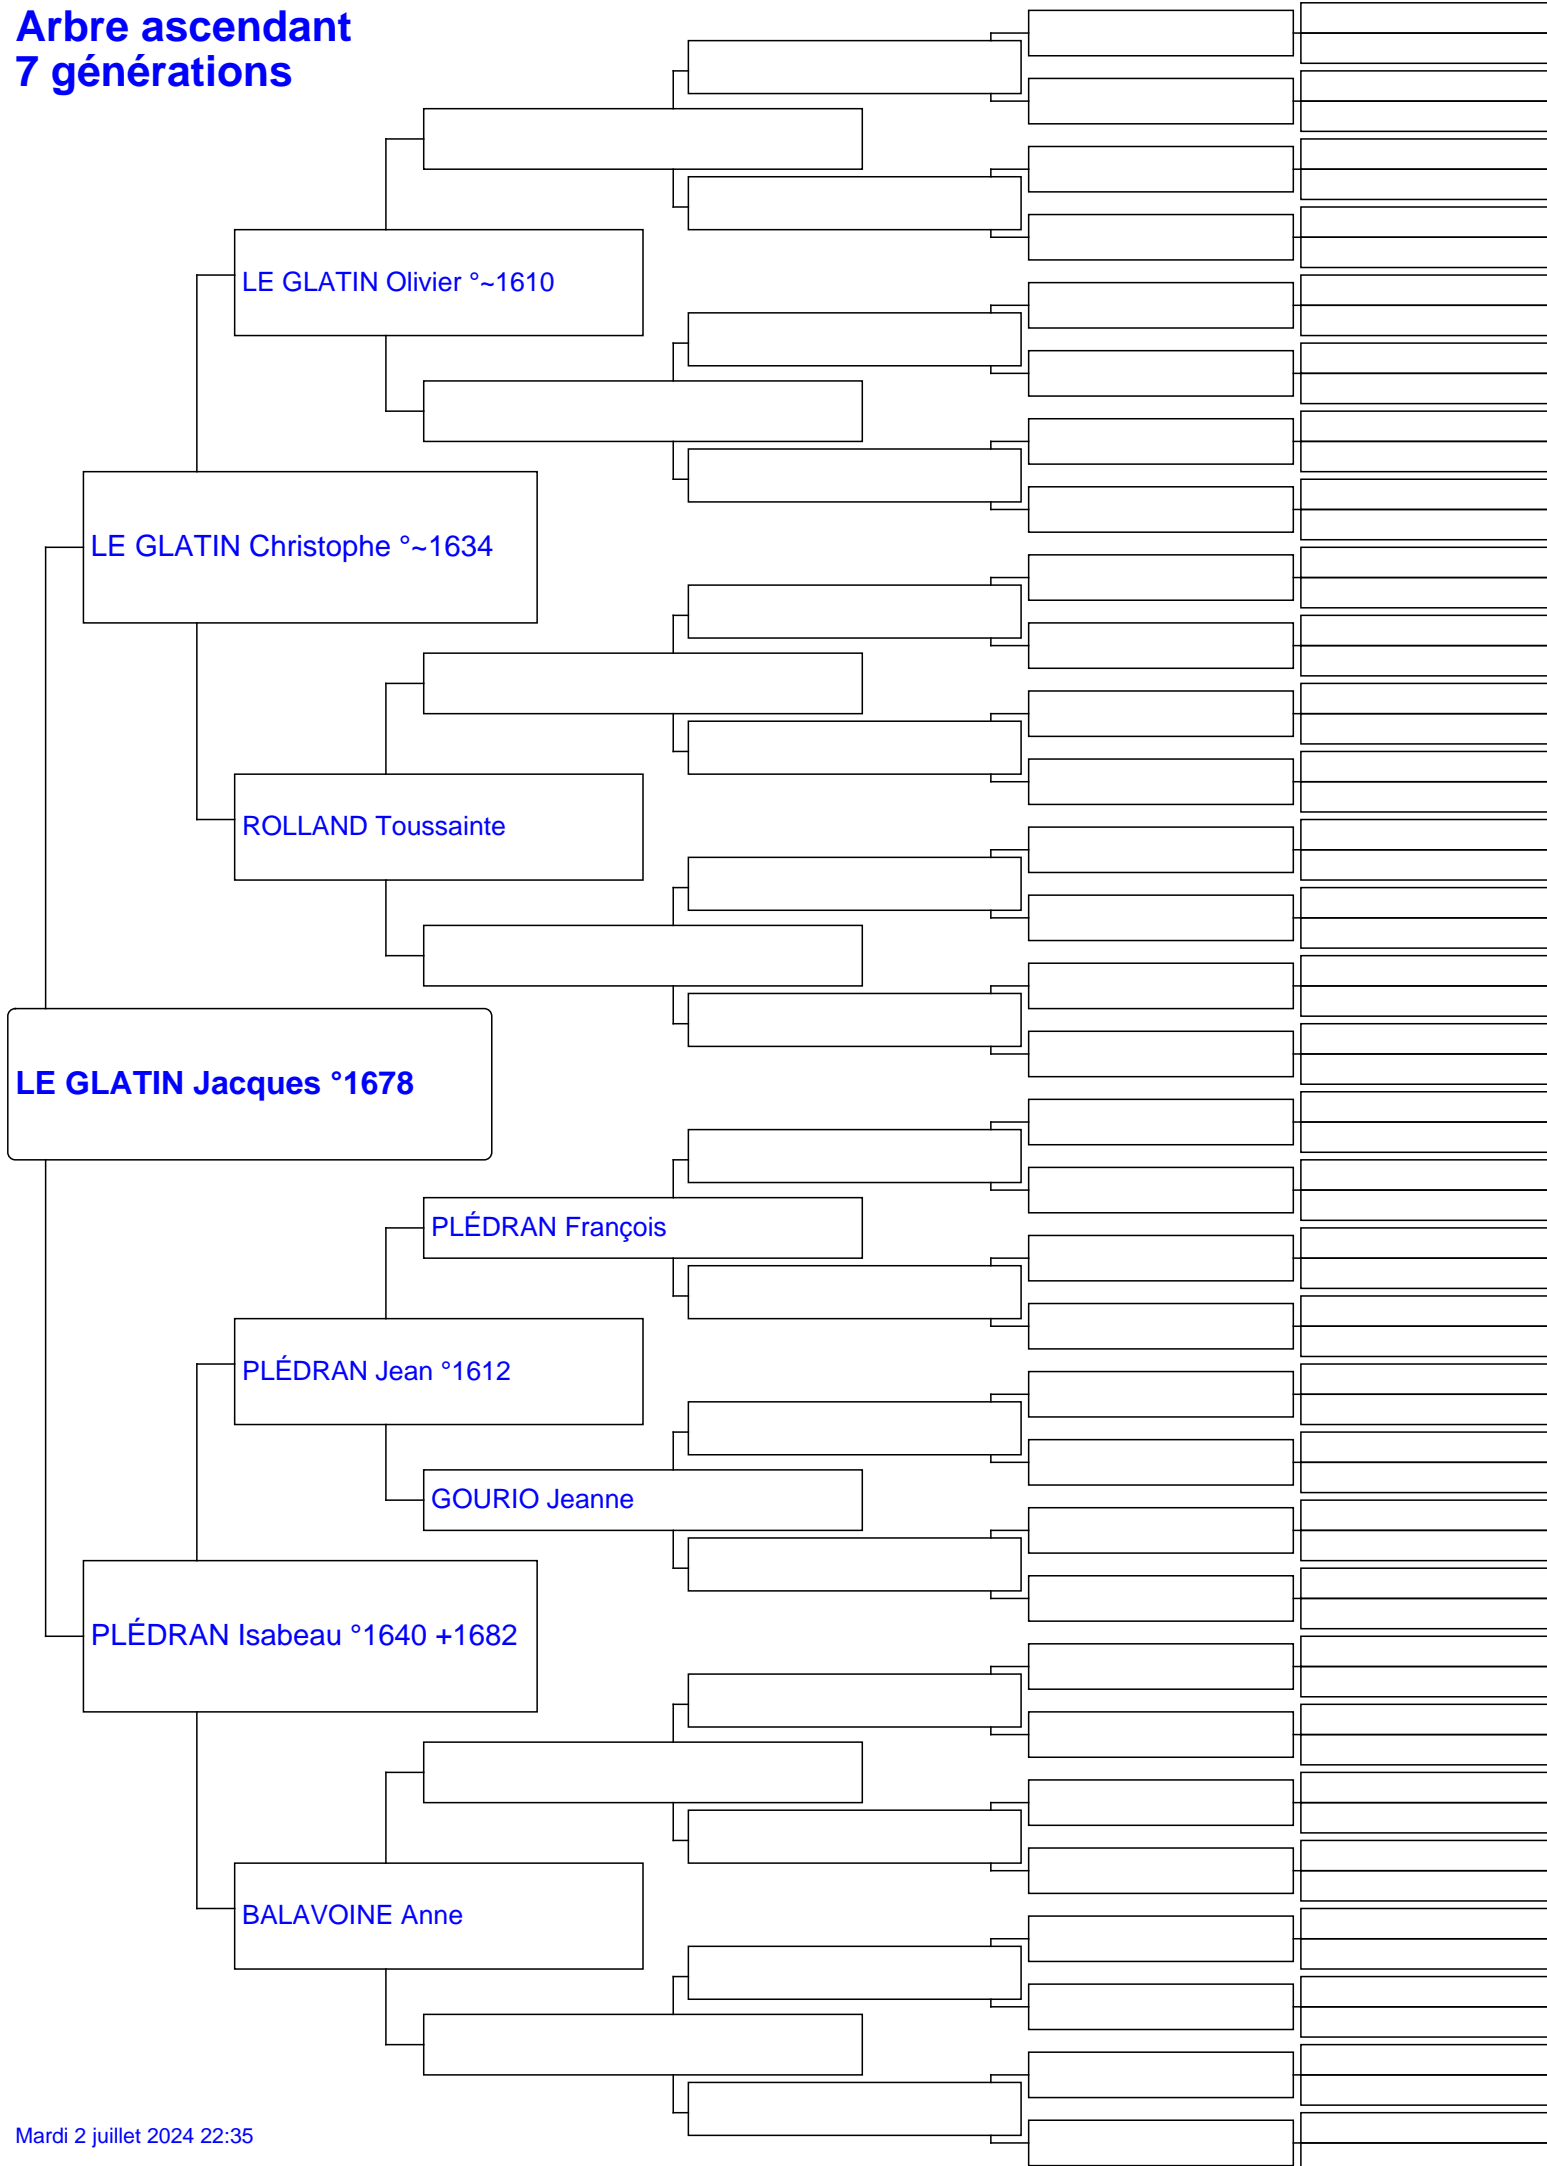 Arbre ascendant
7 générations
LE GLATIN Olivier °~1610
LE GLATIN Christophe °~1634
ROLLAND Toussainte
LE GLATIN Jacques °1678
PLÉDRAN François
PLÉDRAN Jean °1612
GOURIO Jeanne
PLÉDRAN Isabeau °1640 +1682
BALAVOINE Anne
Mardi 2 juillet 2024 22:35